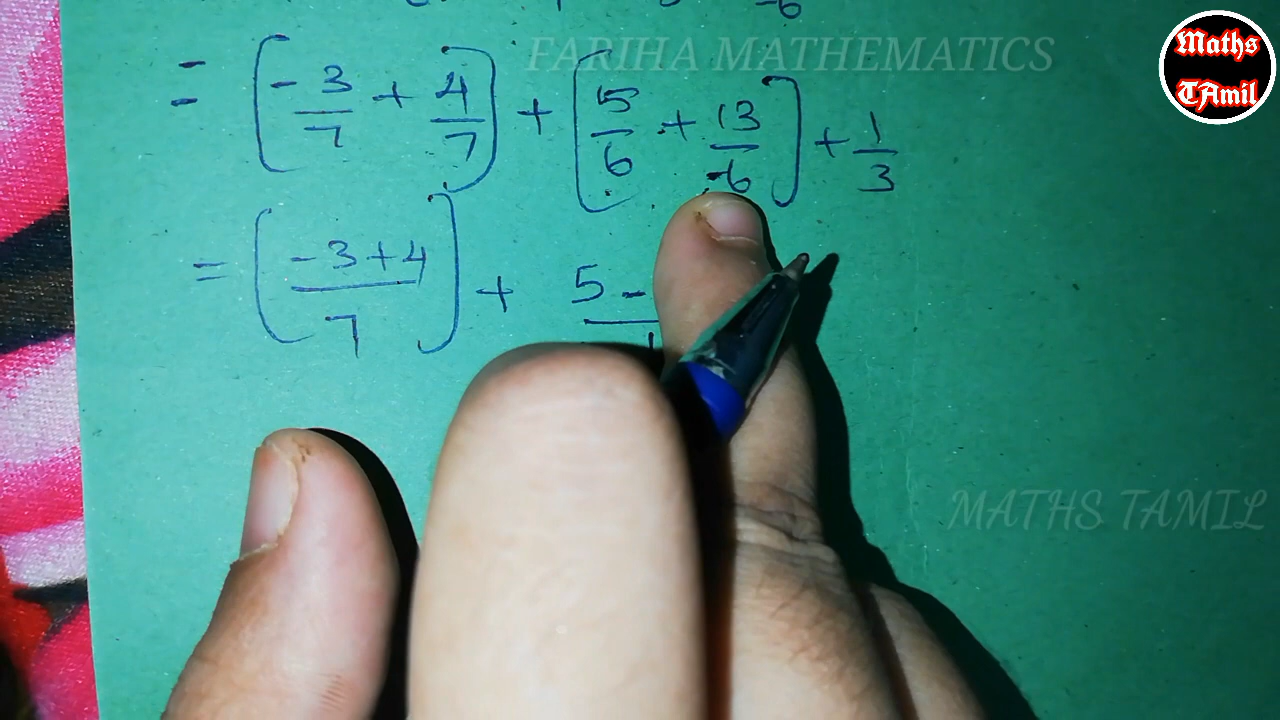 -6
FARIHA MATHEMATICS
Maths
TAmil
= [-3/7 + 4/7] + [5/6 + 13/-6] + 1/3
= [(-3+4)/7] + 5 -
MATHS TAMIL